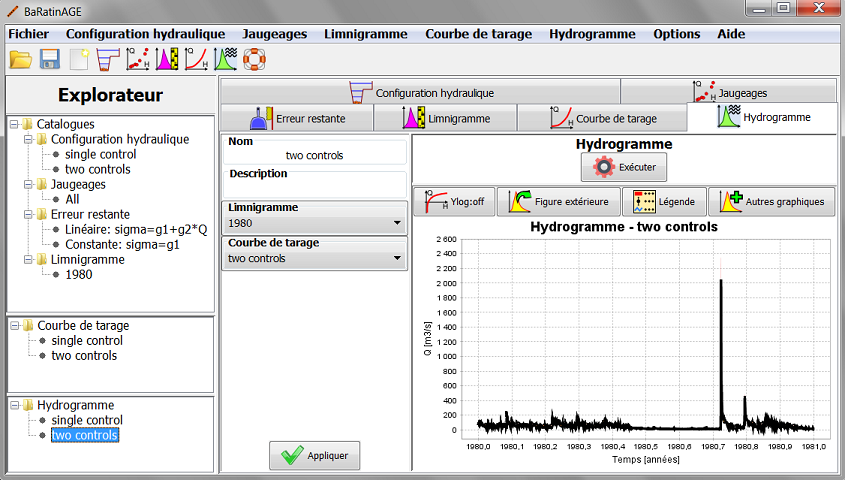 BaRatinAGE
Fichier Configuration hydraulique Jaugeages Limnigramme Courbe de tarage Hydrogramme Options Aide
Explorateur
Catalogues
Configuration hydraulique
single control
two controls
Jaugeages
All
Erreur restante
Linéaire: sigma=g1+g2*Q
Constante: sigma=g1
Limnigramme
1980
Courbe de tarage
single control
two controls
Hydrogramme
single control
two controls
Configuration hydraulique Jaugeages
Erreur restante Limnigramme Courbe de tarage Hydrogramme
Nom
two controls
Description
Limnigramme
1980
Courbe de tarage
two controls
Appliquer
Hydrogramme
Exécuter
Ylog:off Figure extérieure Légende Autres graphiques
Hydrogramme - two controls
Q [m3/s]
2 600
2 400
2 200
2 000
1 800
1 600
1 400
1 200
1 000
800
600
400
200
0
1980,0 1980,1 1980,2 1980,3 1980,4 1980,5 1980,6 1980,7 1980,8 1980,9 1981,0
Temps [années]